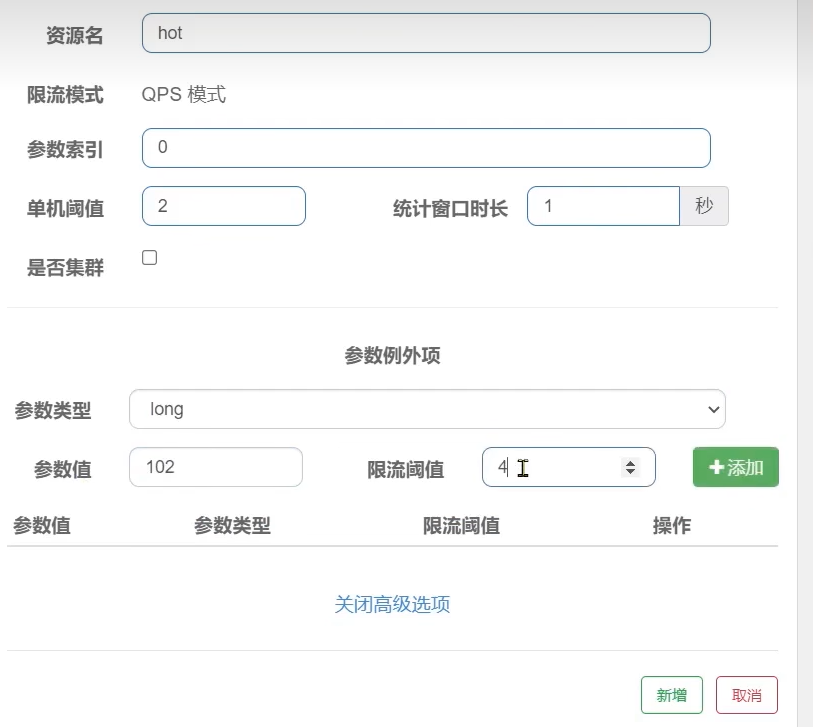 资源名 hot
限流模式 QPS 模式
参数索引 0
单机阈值 2 统计窗口时长 1 秒
是否集群
参数例外项
参数类型 long
参数值 102 限流阈值 4 添加
参数值 参数类型 限流阈值 操作
关闭高级选项
新增 取消